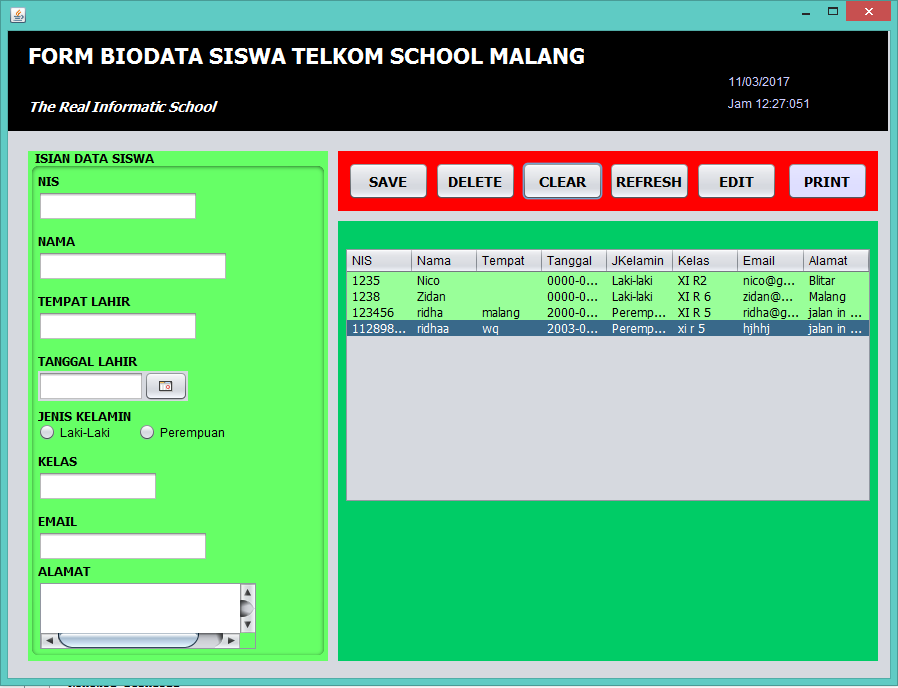 FORM BIODATA SISWA TELKOM SCHOOL MALANG
11/03/2017
The Real Informatic School
Jam 12:27:051
ISIAN DATA SISWA
NIS
NAMA
TEMPAT LAHIR
TANGGAL LAHIR
JENIS KELAMIN
Laki-Laki Perempuan
KELAS
EMAIL
ALAMAT
SAVE DELETE CLEAR REFRESH EDIT PRINT
NIS Nama Tempat Tanggal JKelamin Kelas Email Alamat
1235 Nico 0000-0... Laki-laki XI R2 nico@g... Blitar
1238 Zidan 0000-0... Laki-laki XI R 6 zidan@... Malang
123456 ridha malang 2000-0... Peremp... XI R 5 ridha@g... jalan in ...
112898... ridhaa wq 2003-0... Peremp... xi r 5 hjhhj jalan in ...